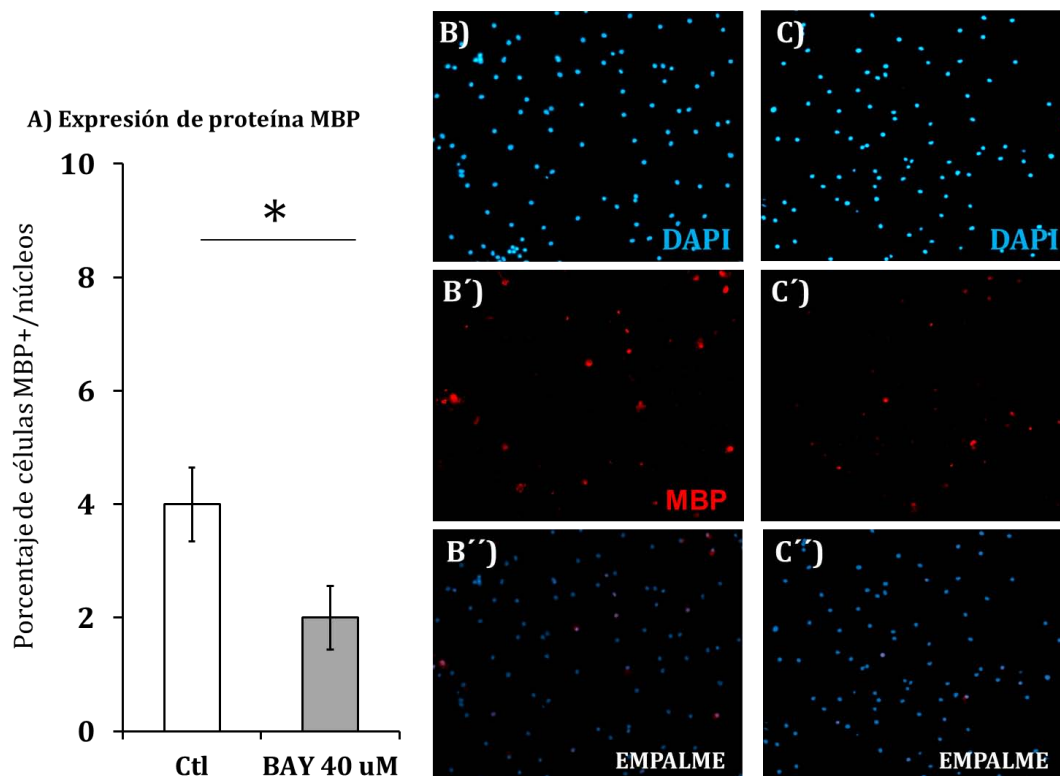 A) Expresión de proteína MBP
Porcentaje de células MBP+/núcleos
10
8
6
4
2
0
*
Ctl
BAY 40 uM
B)
DAPI
C)
DAPI
B´)
MBP
C´)
B´´)
EMPALME
C´´)
EMPALME